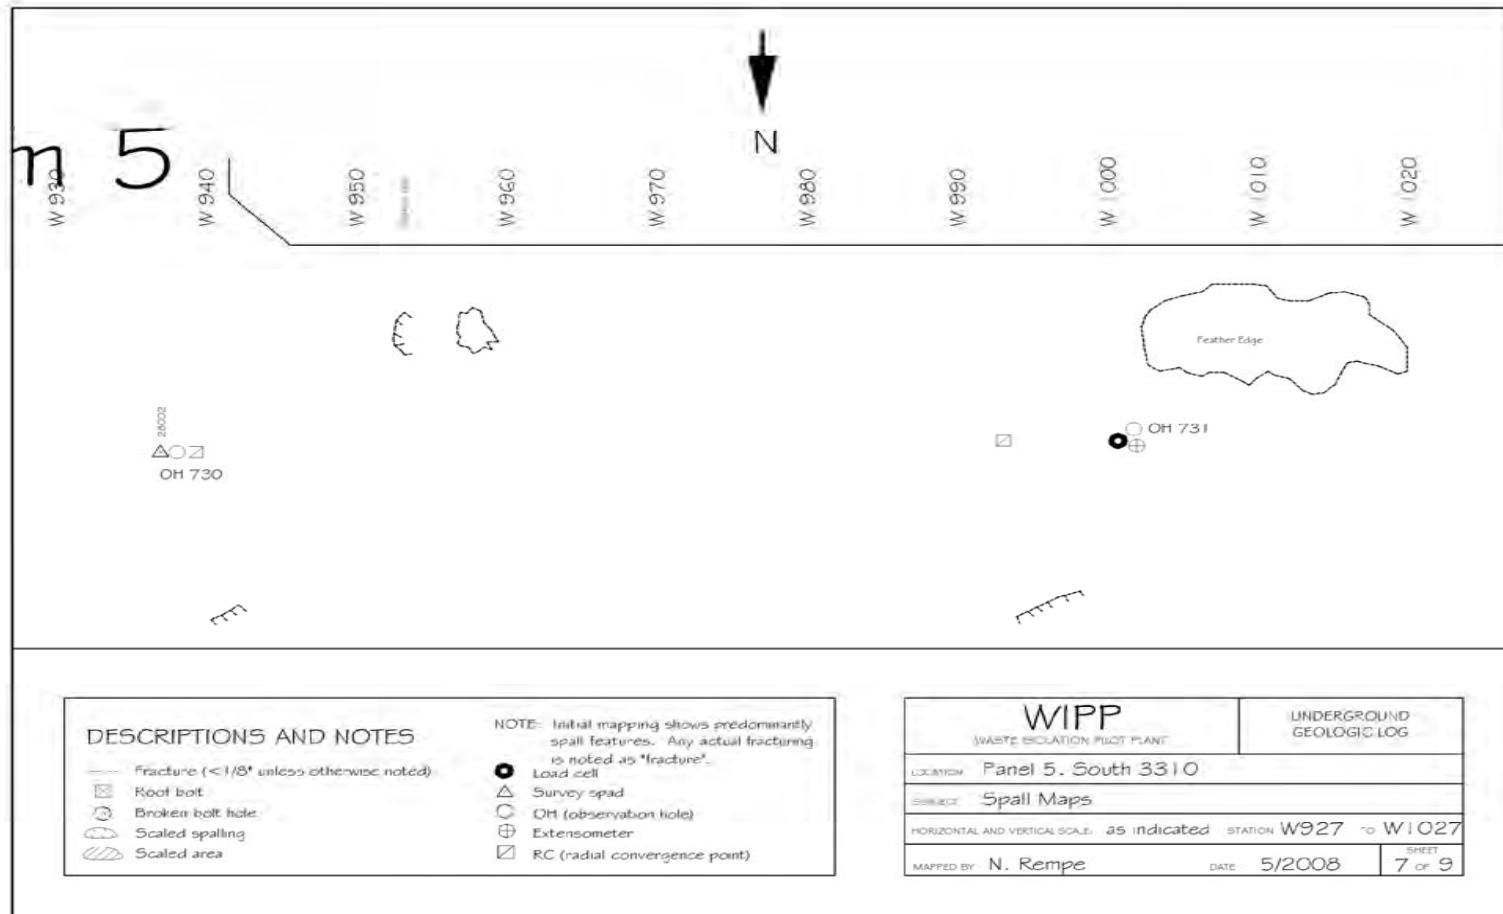 N
m 5
W 930
W 940
W 950
W 960
W 970
W 980
W 990
W 1000
W 1010
W 1020
Feather Edge
28002
OH 730
OH 731
DESCRIPTIONS AND NOTES
Fracture (<1/8" unless otherwise noted)
Roof bolt
Broken bolt hole
Scaled spalling
Scaled area
NOTE: Initial mapping shows predominantly
spall features. Any actual fracturing
is noted as "fracture".
Load cell
Survey spad
OH (observation hole)
Extensometer
RC (radial convergence point)
WIPP
WASTE ISOLATION PILOT PLANT
UNDERGROUND
GEOLOGIC LOG
LOCATION Panel 5, South 3310
SUBJECT Spall Maps
HORIZONTAL AND VERTICAL SCALE: as indicated STATION W927 TO W1027
MAPPED BY N. Rempe DATE 5/2008 SHEET
7 OF 9